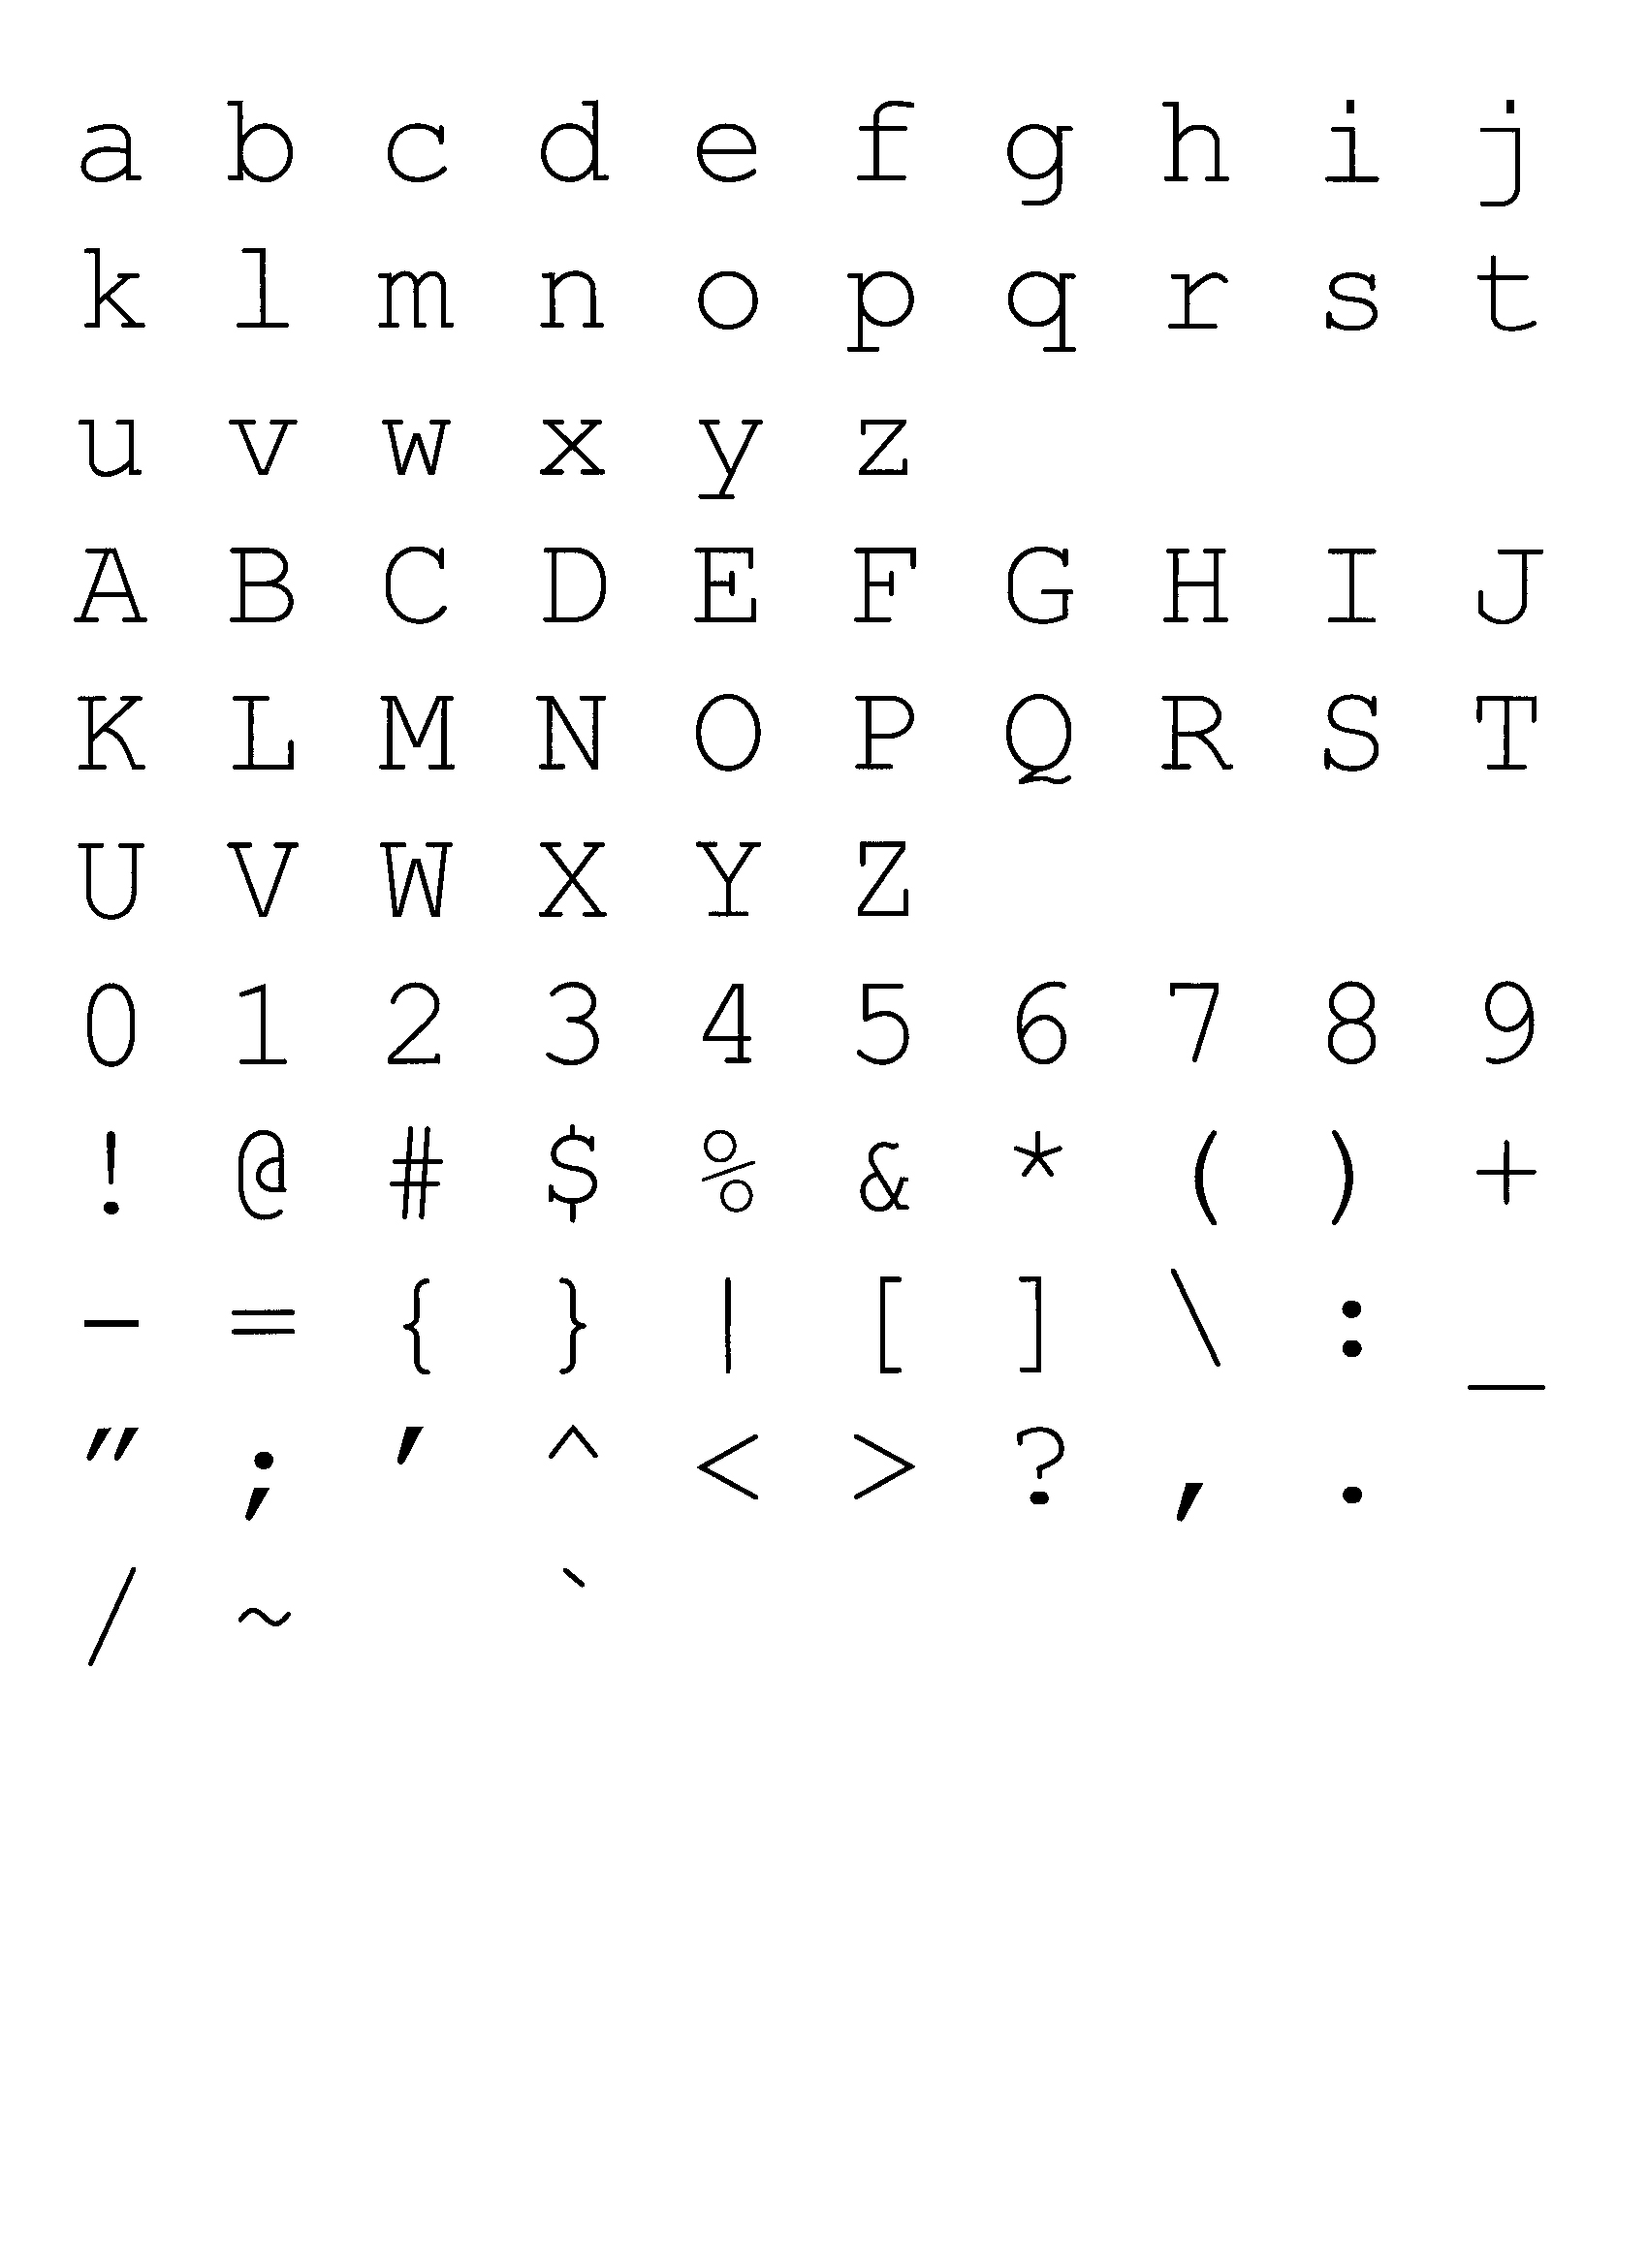 a b c d e f g h i j
k l m n o p q r s t
u v w x y z
A B C D E F G H I J
K L M N O P Q R S T
U V W X Y Z
0 1 2 3 4 5 6 7 8 9
! @ # $ % & * ( ) +
- = { } | [ ] \ : _
" ; ' ^ < > ? , .
/ ~ `